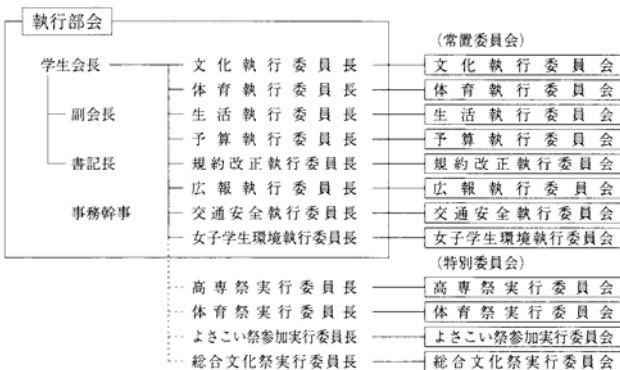 執行部会
(常置委員会)
学生会長 文化執行委員長 文化執行委員会
体育執行委員長 体育執行委員会
副会長 生活執行委員長 生活執行委員会
予算執行委員長 予算執行委員会
書記長 規約改正執行委員長 規約改正執行委員会
広報執行委員長 広報執行委員会
事務幹事 交通安全執行委員長 交通安全執行委員会
女子学生環境執行委員長 女子学生環境執行委員会
(特別委員会)
高専祭実行委員長 高専祭実行委員会
体育祭実行委員長 体育祭実行委員会
よさこい祭参加実行委員長 よさこい祭参加実行委員会
総合文化祭実行委員長 総合文化祭実行委員会